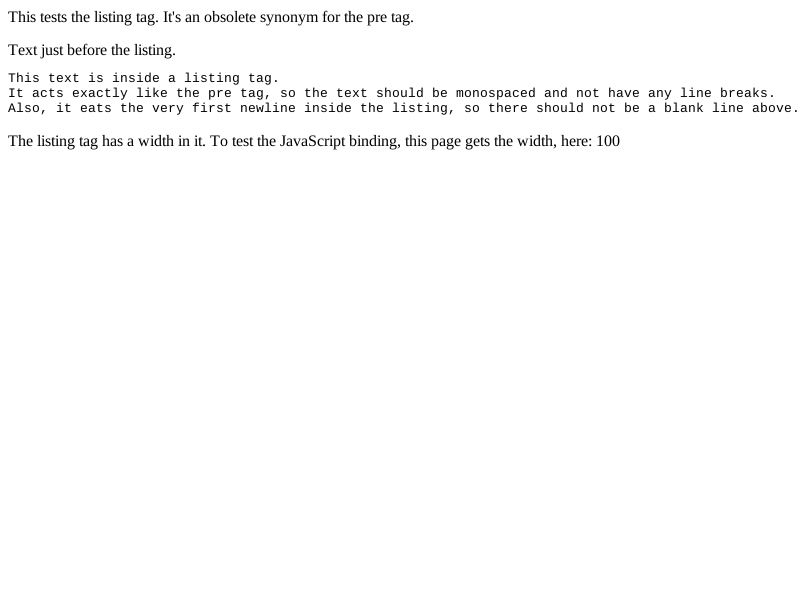 This tests the listing tag. It's an obsolete synonym for the pre tag.
Text just before the listing.
This text is inside a listing tag.
It acts exactly like the pre tag, so the text should be monospaced and not have any line breaks.
Also, it eats the very first newline inside the listing, so there should not be a blank line above.
The listing tag has a width in it. To test the JavaScript binding, this page gets the width, here: 100